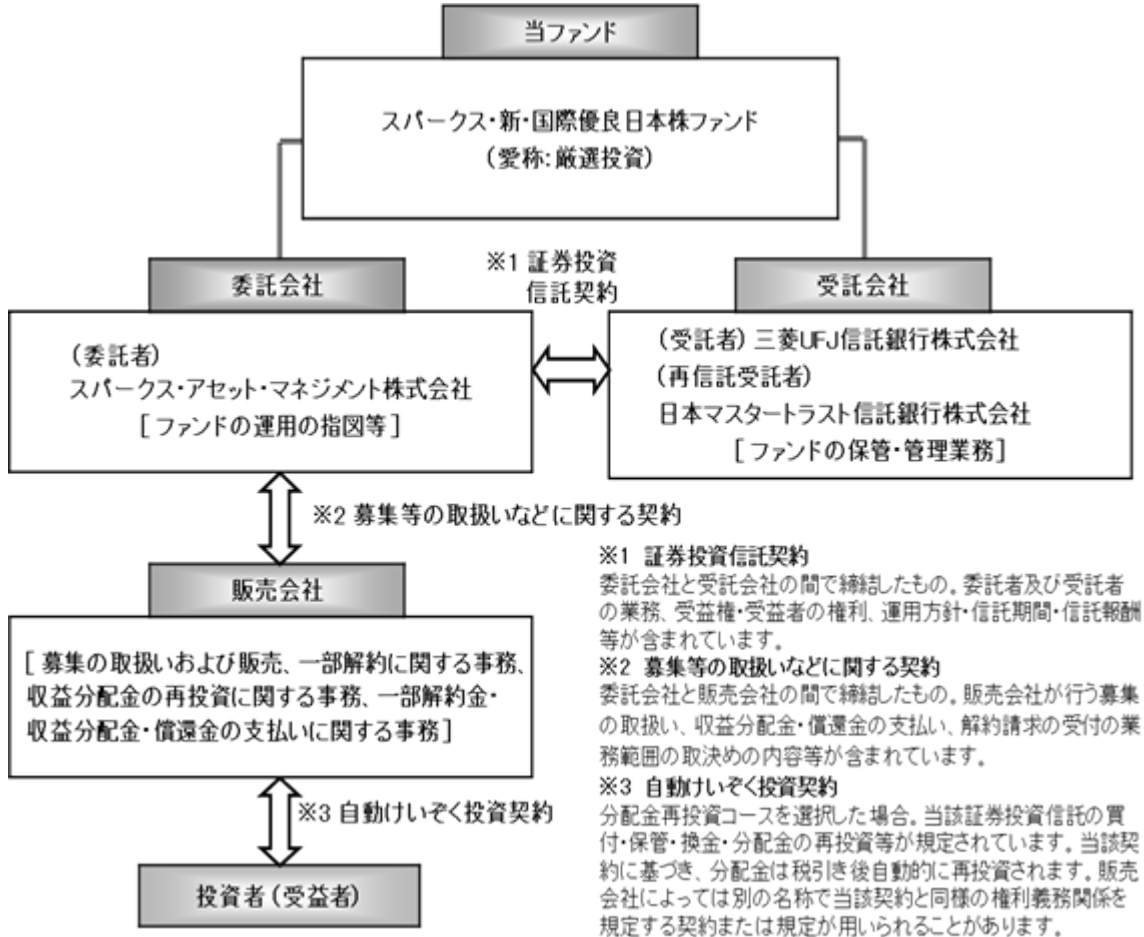 当ファンド
スパークス・新・国際優良日本株ファンド
(愛称:厳選投資)
※1 証券投資
信託契約
委託会社
(委託者)
スパークス・アセット・マネジメント株式会社
[ファンドの運用の指図等]
受託会社
(受託者) 三菱UFJ信託銀行株式会社
(再信託受託者)
日本マスタートラスト信託銀行株式会社
[ファンドの保管・管理業務]
※2 募集等の取扱いなどに関する契約
販売会社
[募集の取扱いおよび販売、一部解約に関する事務、
収益分配金の再投資に関する事務、一部解約金・
収益分配金・償還金の支払いに関する事務]
※3 自動けいぞく投資契約
投資者(受益者)
※1 証券投資信託契約
委託会社と受託会社の間で締結したもの。委託者及び受託者
の業務、受益権・受益者の権利、運用方針・信託期間・信託報酬
等が含まれています。
※2 募集等の取扱いなどに関する契約
委託会社と販売会社の間で締結したもの。販売会社が行う募集
の取扱い、収益分配金・償還金の支払い、解約請求の受付の業
務範囲の取決めの内容等が含まれています。
※3 自動けいぞく投資契約
分配金再投資コースを選択した場合。当該証券投資信託の買
付・保管・換金・分配金の再投資等が規定されています。当該契
約に基づき、分配金は税引き後自動的に再投資されます。販売
会社によっては別の名称で当該契約と同様の権利義務関係を
規定する契約または規定が用いられることがあります。